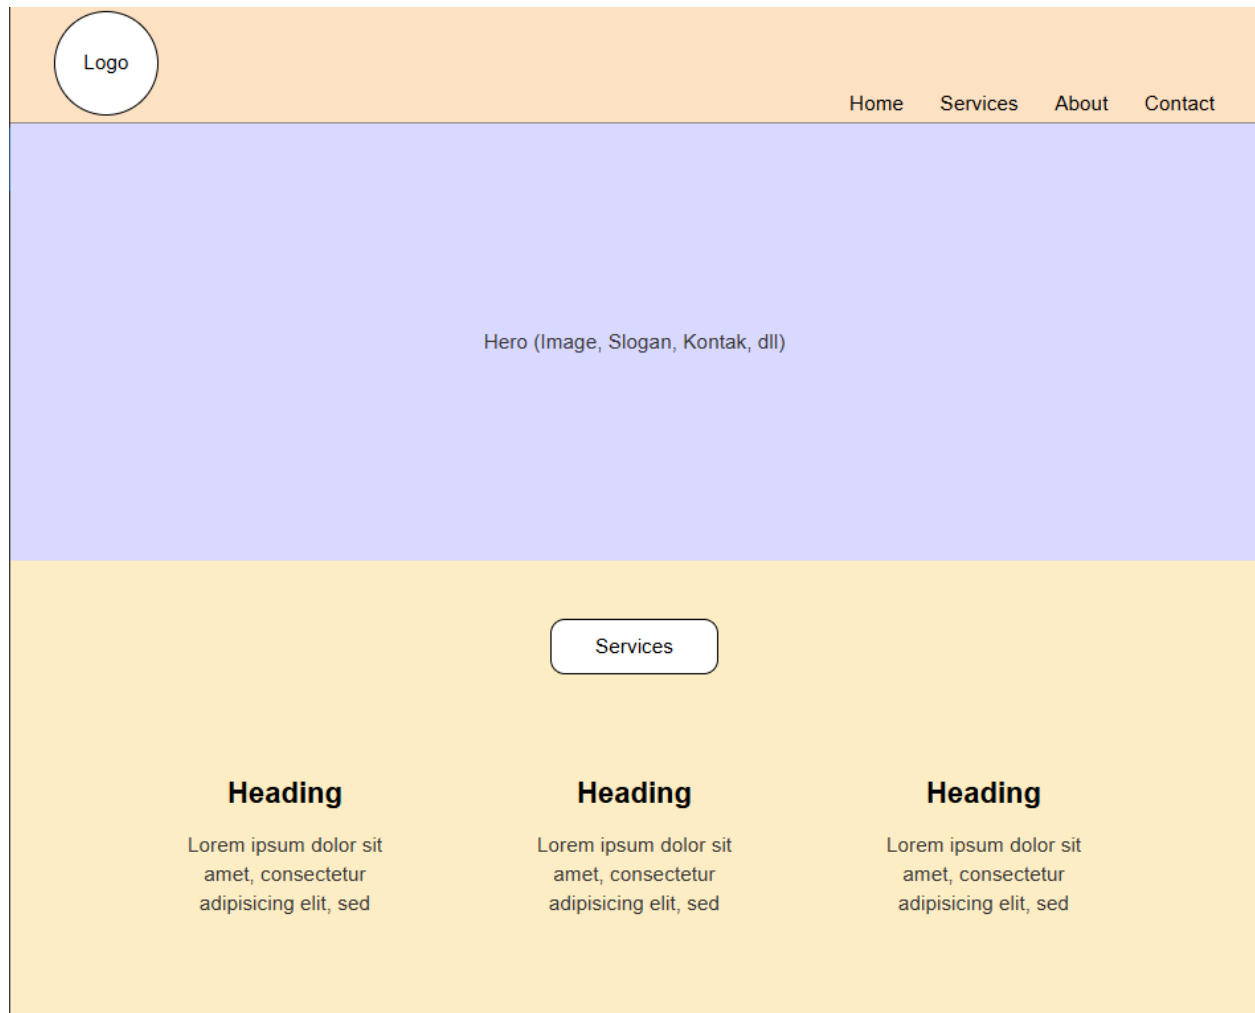 Logo
Home Services About Contact
Hero (Image, Slogan, Kontak, dll)
Services
Heading
Lorem ipsum dolor sit
amet, consectetur
adipisicing elit, sed
Heading
Lorem ipsum dolor sit
amet, consectetur
adipisicing elit, sed
Heading
Lorem ipsum dolor sit
amet, consectetur
adipisicing elit, sed